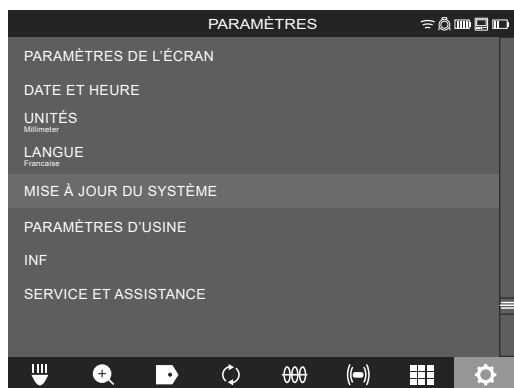 PARAMÈTRES
PARAMÈTRES DE L'ÉCRAN
DATE ET HEURE
UNITÉS
Millimeter
LANGUE
Francaise
MISE À JOUR DU SYSTÈME
PARAMÈTRES D'USINE
INF
SERVICE ET ASSISTANCE